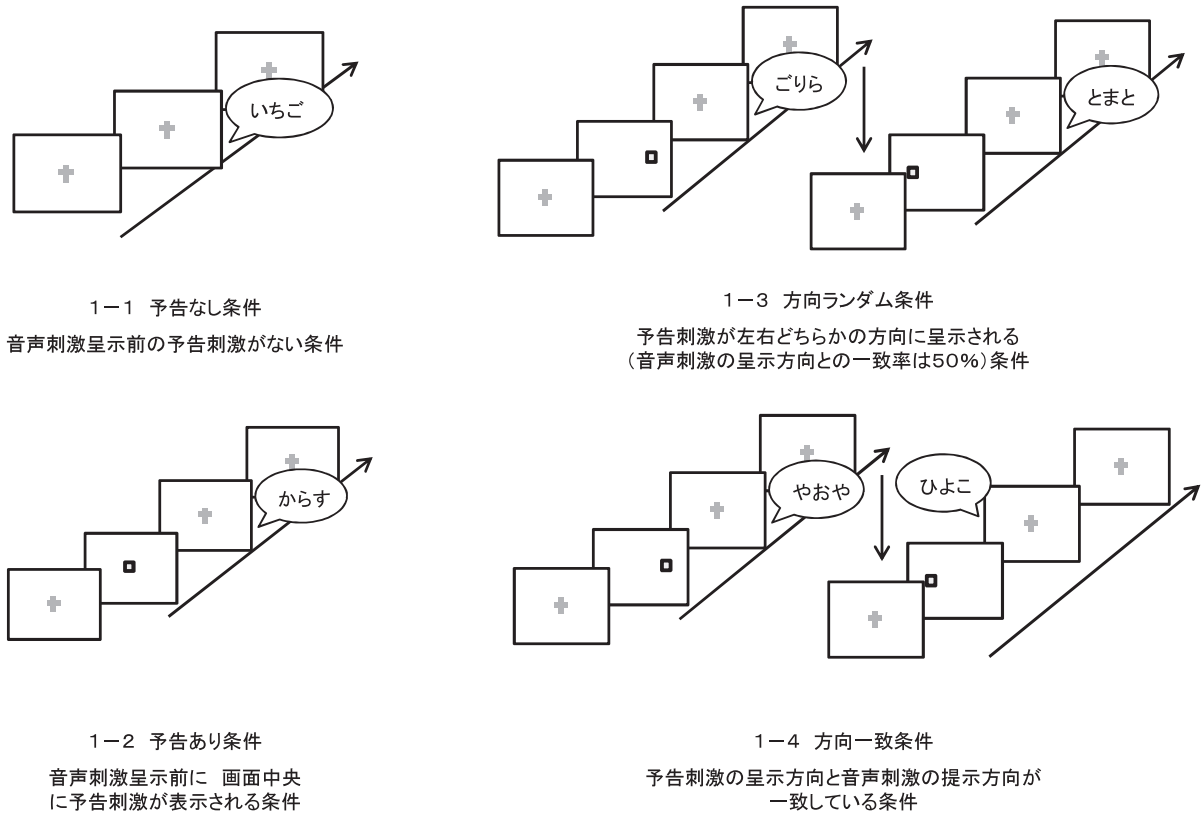 いちご
1－1 予告なし条件
音声刺激呈示前の予告刺激がない条件
ごりら
とまと
1－3 方向ランダム条件
予告刺激が左右どちらかの方向に呈示される
（音声刺激の呈示方向との一致率は50％）条件
からす
1－2 予告あり条件
音声刺激呈示前に 画面中央
に予告刺激が表示される条件
やおや
ひよこ
1－4 方向一致条件
予告刺激の呈示方向と音声刺激の提示方向が
一致している条件